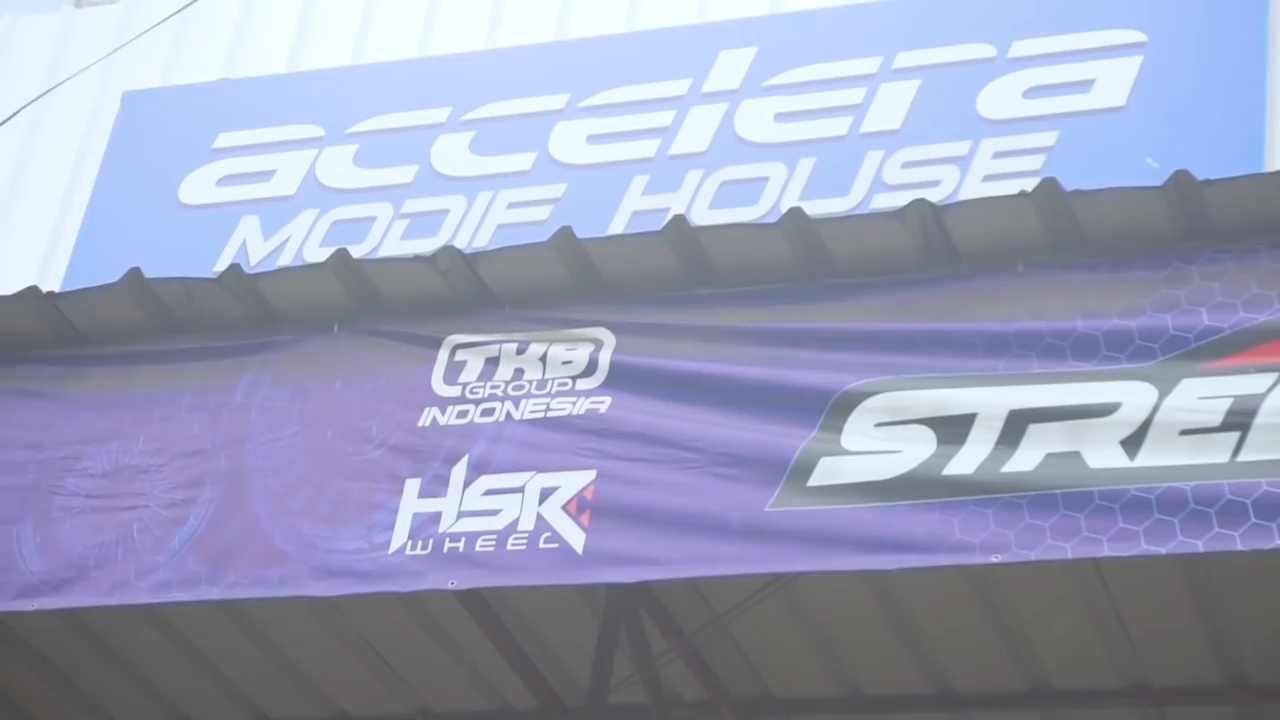 accelera
MODIF HOUSE
TKB
GROUP
INDONESIA
HSR
WHEEL